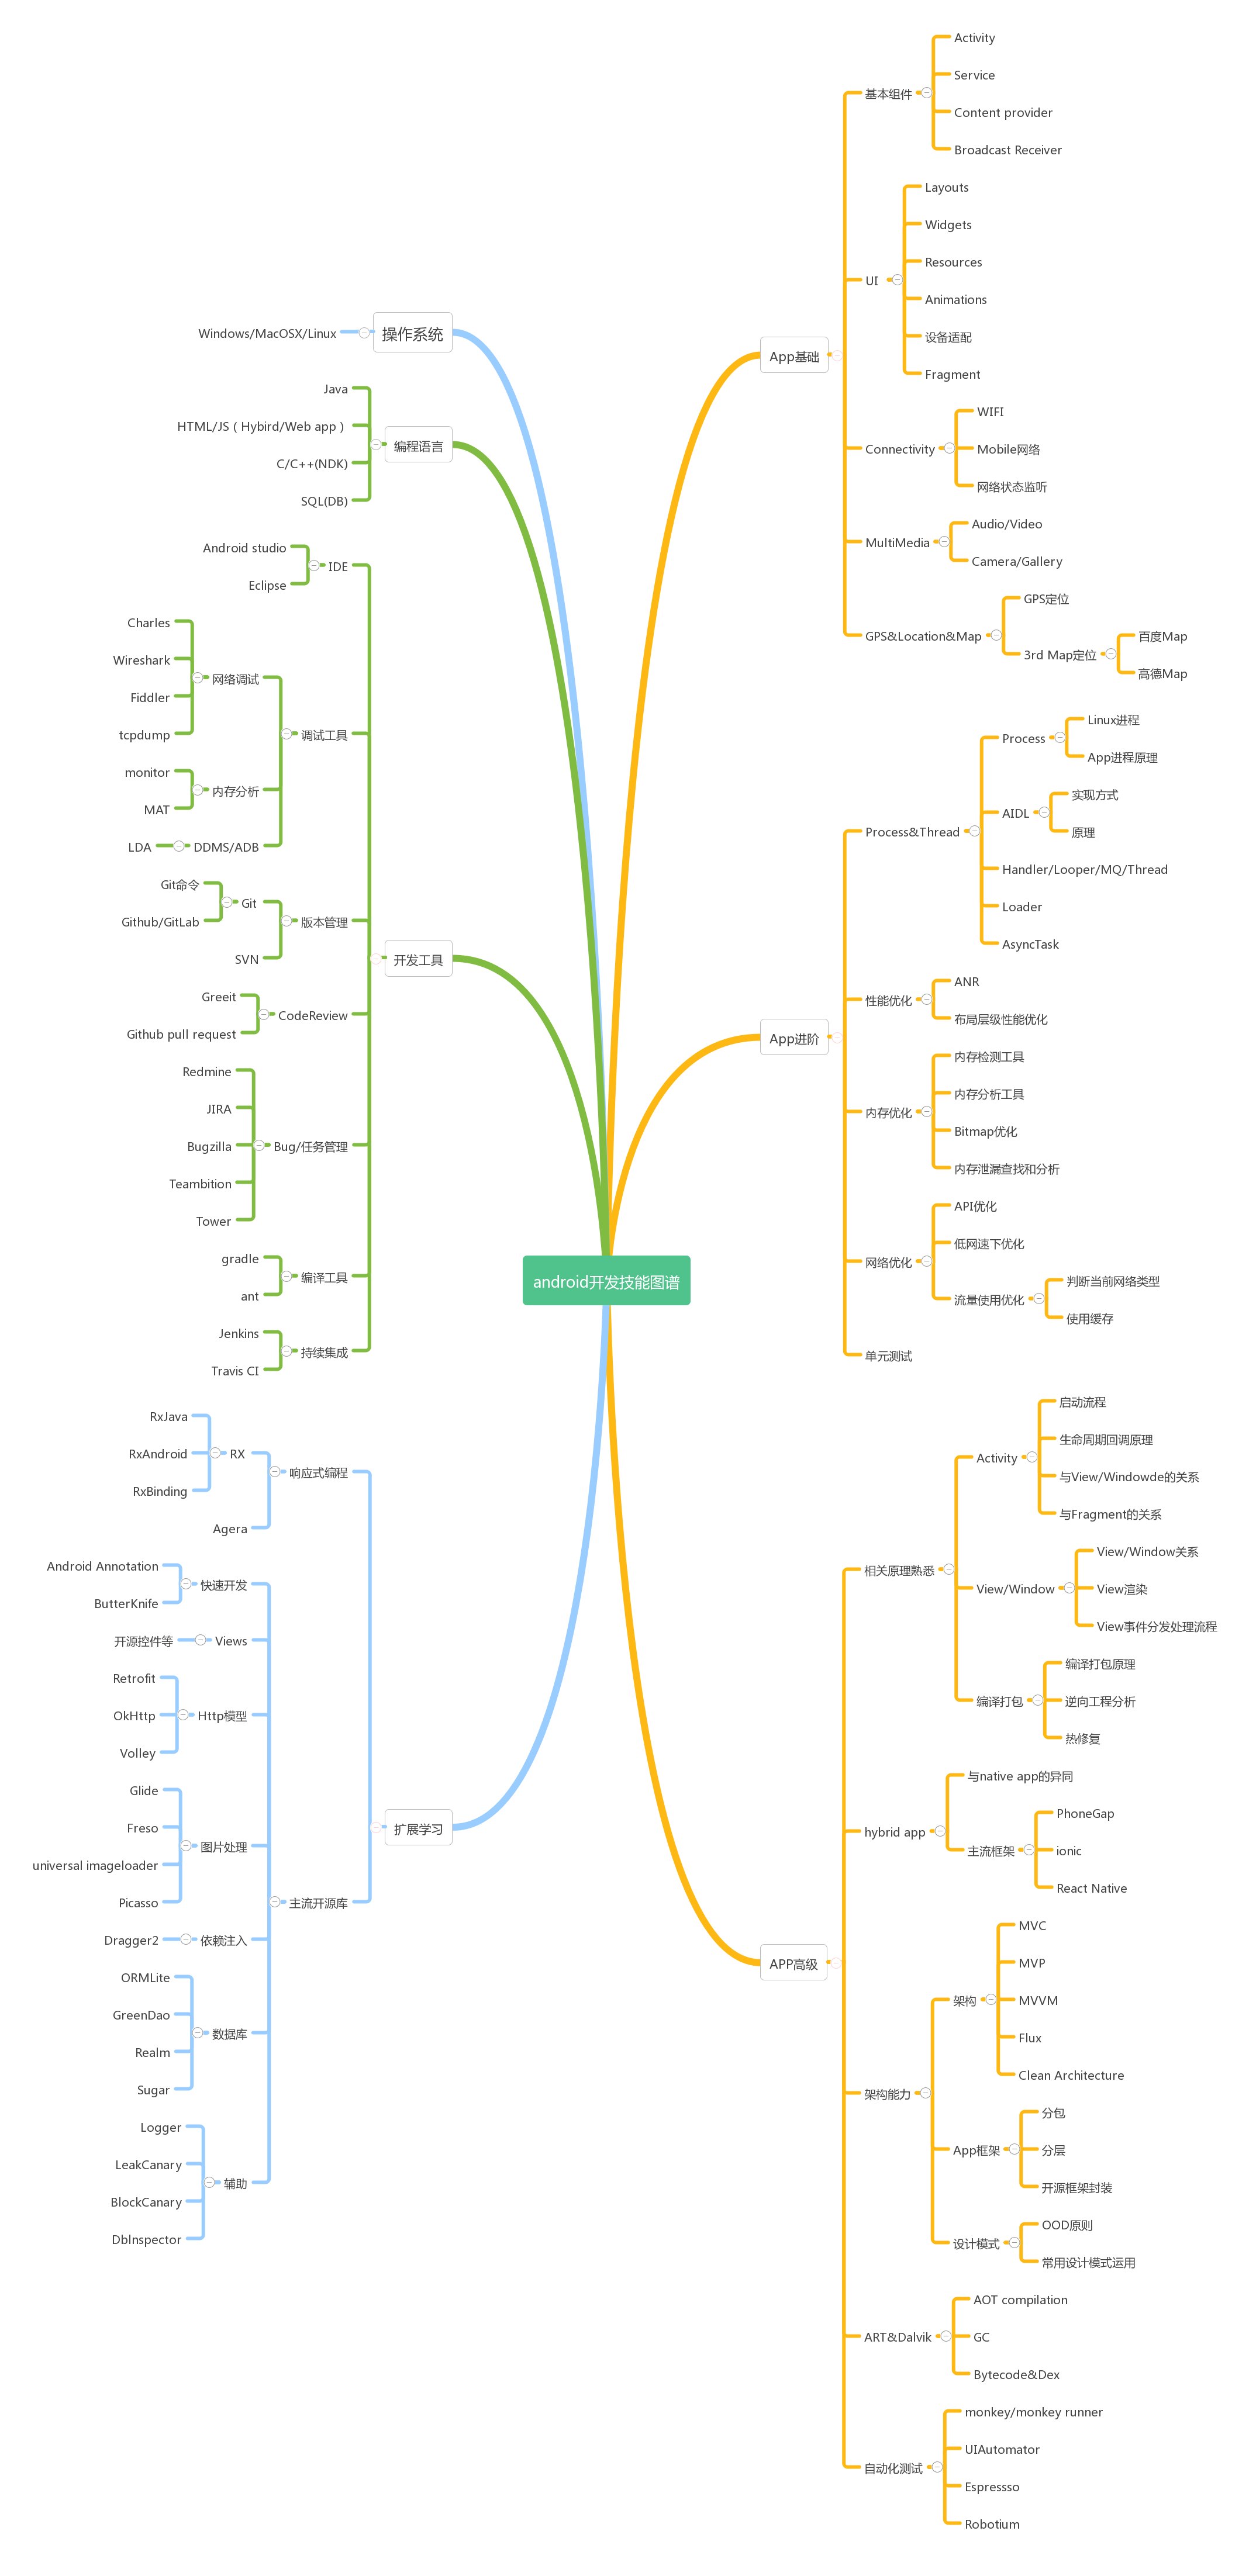 android开发技能图谱
操作系统
Windows/MacOSX/Linux
编程语言
Java
HTML/JS ( Hybird/Web app )
C/C++(NDK)
SQL(DB)
开发工具
IDE
Android studio
Eclipse
调试工具
网络调试
Charles
Wireshark
Fiddler
tcpdump
内存分析
monitor
MAT
DDMS/ADB
LDA
版本管理
Git
Git命令
Github/GitLab
SVN
CodeReview
Greeit
Github pull request
Bug/任务管理
Redmine
JIRA
Bugzilla
Teambition
Tower
编译工具
gradle
ant
持续集成
Jenkins
Travis CI
扩展学习
响应式编程
RX
RxJava
RxAndroid
RxBinding
Agera
主流开源库
快速开发
Android Annotation
ButterKnife
Views
开源控件等
Http模型
Retrofit
OkHttp
Volley
图片处理
Glide
Freso
universal imageloader
Picasso
依赖注入
Dragger2
数据库
ORMLite
GreenDao
Realm
Sugar
辅助
Logger
LeakCanary
BlockCanary
DbInspector
App基础
基本组件
Activity
Service
Content provider
Broadcast Receiver
UI
Layouts
Widgets
Resources
Animations
设备适配
Fragment
Connectivity
WIFI
Mobile网络
网络状态监听
MultiMedia
Audio/Video
Camera/Gallery
GPS&Location&Map
GPS定位
3rd Map定位
百度Map
高德Map
App进阶
Process&Thread
Process
Linux进程
App进程原理
AIDL
实现方式
原理
Handler/Looper/MQ/Thread
Loader
AsyncTask
性能优化
ANR
布局层级性能优化
内存优化
内存检测工具
内存分析工具
Bitmap优化
内存泄漏查找和分析
网络优化
API优化
低网速下优化
流量使用优化
判断当前网络类型
使用缓存
单元测试
APP高级
相关原理熟悉
Activity
启动流程
生命周期回调原理
与View/Windowde的关系
与Fragment的关系
View/Window
View/Window关系
View渲染
View事件分发处理流程
编译打包
编译打包原理
逆向工程分析
热修复
hybrid app
与native app的异同
主流框架
PhoneGap
ionic
React Native
架构能力
架构
MVC
MVP
MVVM
Flux
Clean Architecture
App框架
分包
分层
开源框架封装
设计模式
OOD原则
常用设计模式运用
ART&Dalvik
AOT compilation
GC
Bytecode&Dex
自动化测试
monkey/monkey runner
UIAutomator
Espressso
Robotium